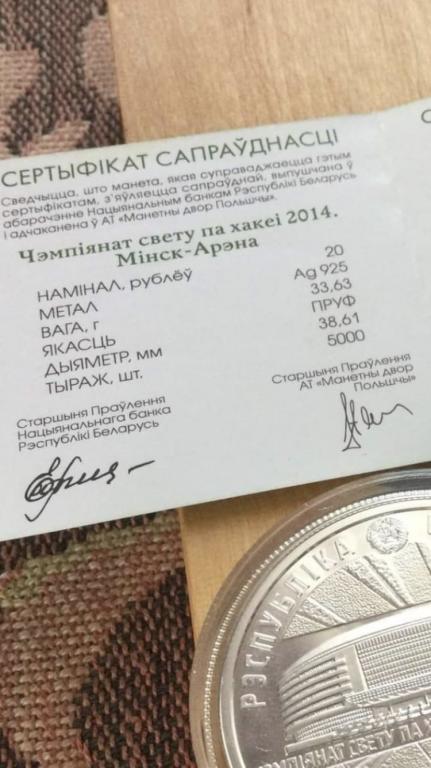 СЕРТЫФІКАТ САПРАЎДНАСЦІ
Сведчыцца, што манета, якая суправаджаецца гэтым
сертыфікатам, з'яўляецца сапраўднай, выпушчана ў
абарачэнне Нацыянальным банкам Рэспублікі Беларусь
і адчаканена ў АТ «Манетны двор Польшчы».
Чэмпіянат свету па хакеі 2014.
Мінск-Арэна
НАМІНАЛ, рублёў 20
МЕТАЛ Ag 925
ВАГА, г 33,63
ЯКАСЦЬ ПРУФ
ДЫЯМЕТР, мм 38,61
ТЫРАЖ, шт. 5000
Старшыня Праўлення
Нацыянальнага банка
Рэспублікі Беларусь
Старшыня Праўлення
АТ «Манетны двор
Польшчы»
РЭСПУБЛІКА
ЧЭМПІЯНАТ СВЕТУ ПА Х